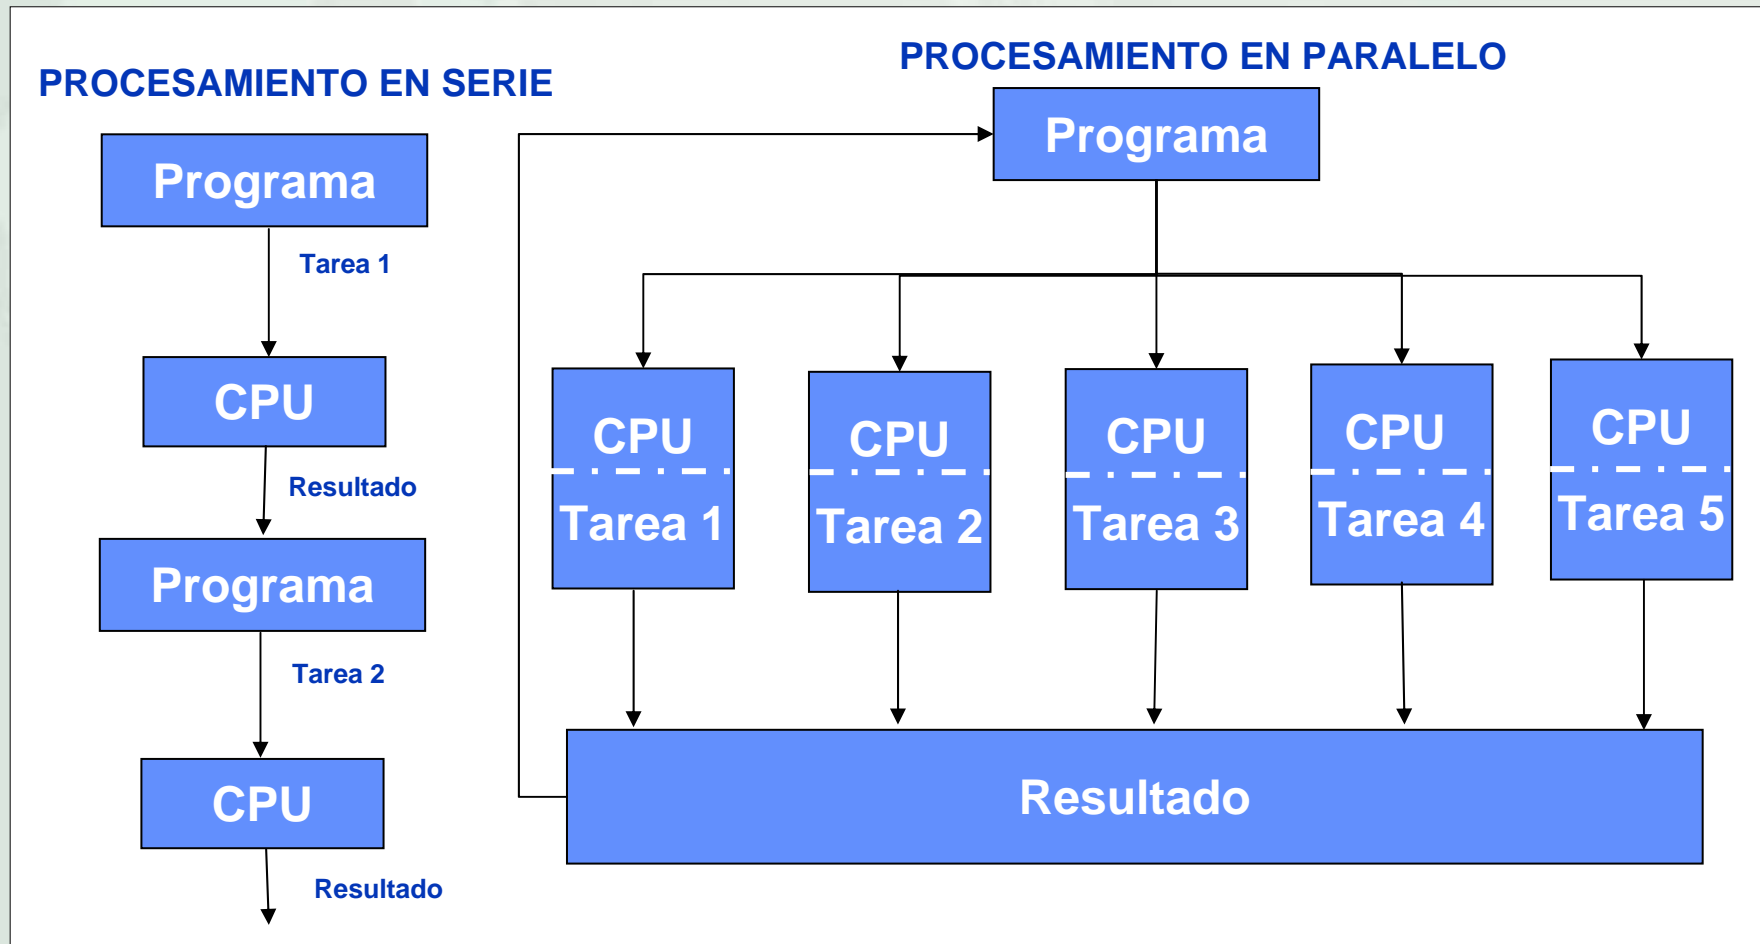 PROCESAMIENTO EN SERIE
Programa
Tarea 1
CPU
Resultado
Programa
Tarea 2
CPU
Resultado
PROCESAMIENTO EN PARALELO
Programa
CPU
Tarea 1
CPU
Tarea 2
CPU
Tarea 3
CPU
Tarea 4
CPU
Tarea 5
Resultado